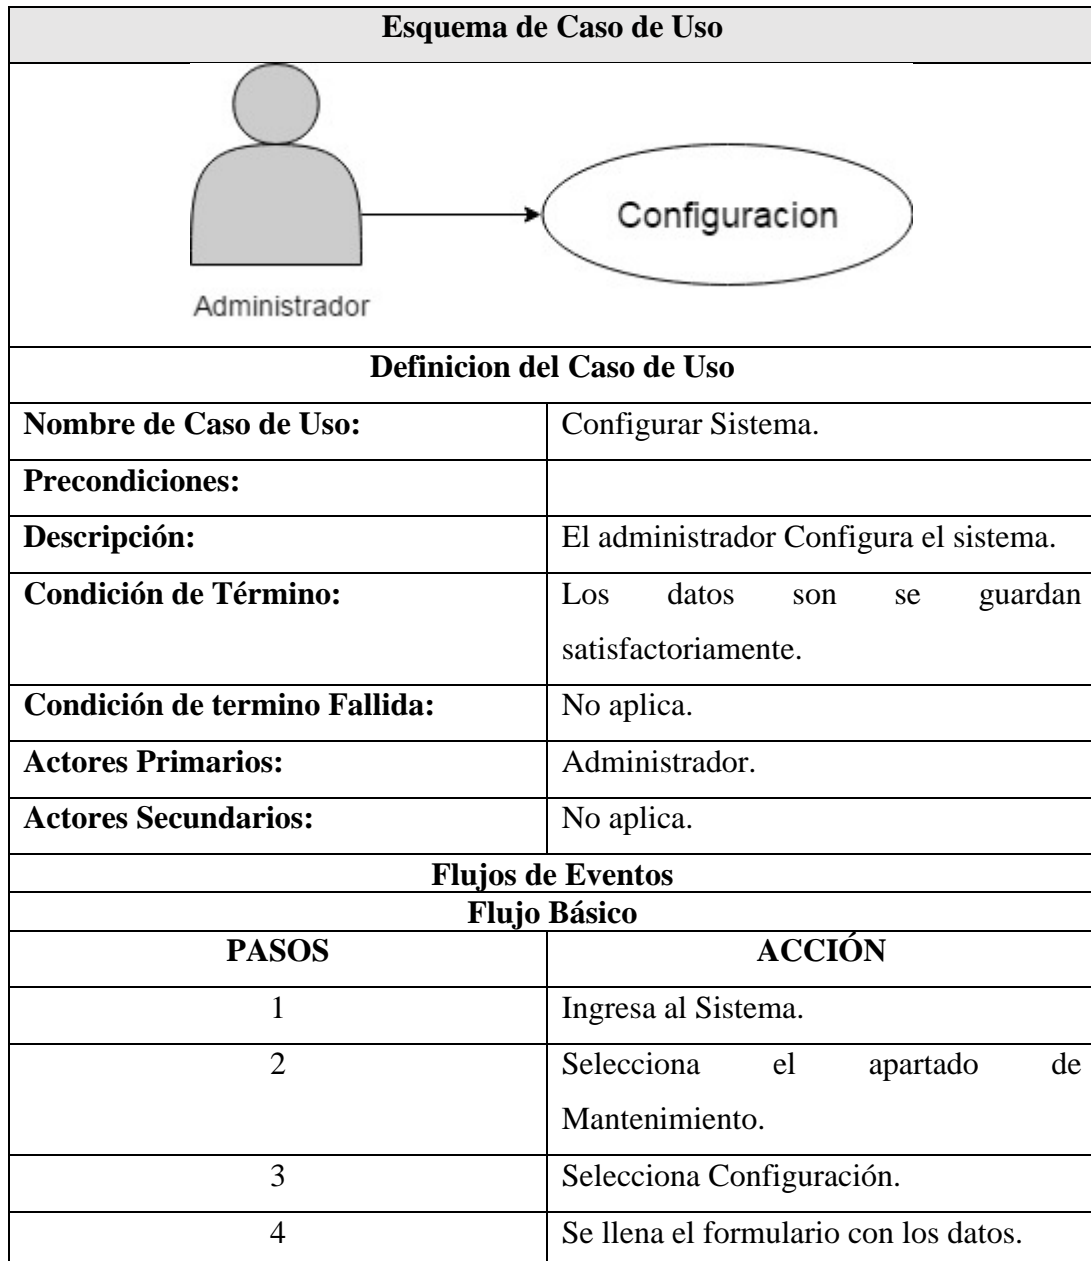 Esquema de Caso de Uso
Configuracion
Administrador
Definicion del Caso de Uso
Nombre de Caso de Uso: Configurar Sistema.
Precondiciones:
Descripción: El administrador Configura el sistema.
Condición de Término: Los datos son se guardan
satisfactoriamente.
Condición de termino Fallida: No aplica.
Actores Primarios: Administrador.
Actores Secundarios: No aplica.
Flujos de Eventos
Flujo Básico
PASOS ACCIÓN
1 Ingresa al Sistema.
2 Selecciona el apartado de
Mantenimiento.
3 Selecciona Configuración.
4 Se llena el formulario con los datos.